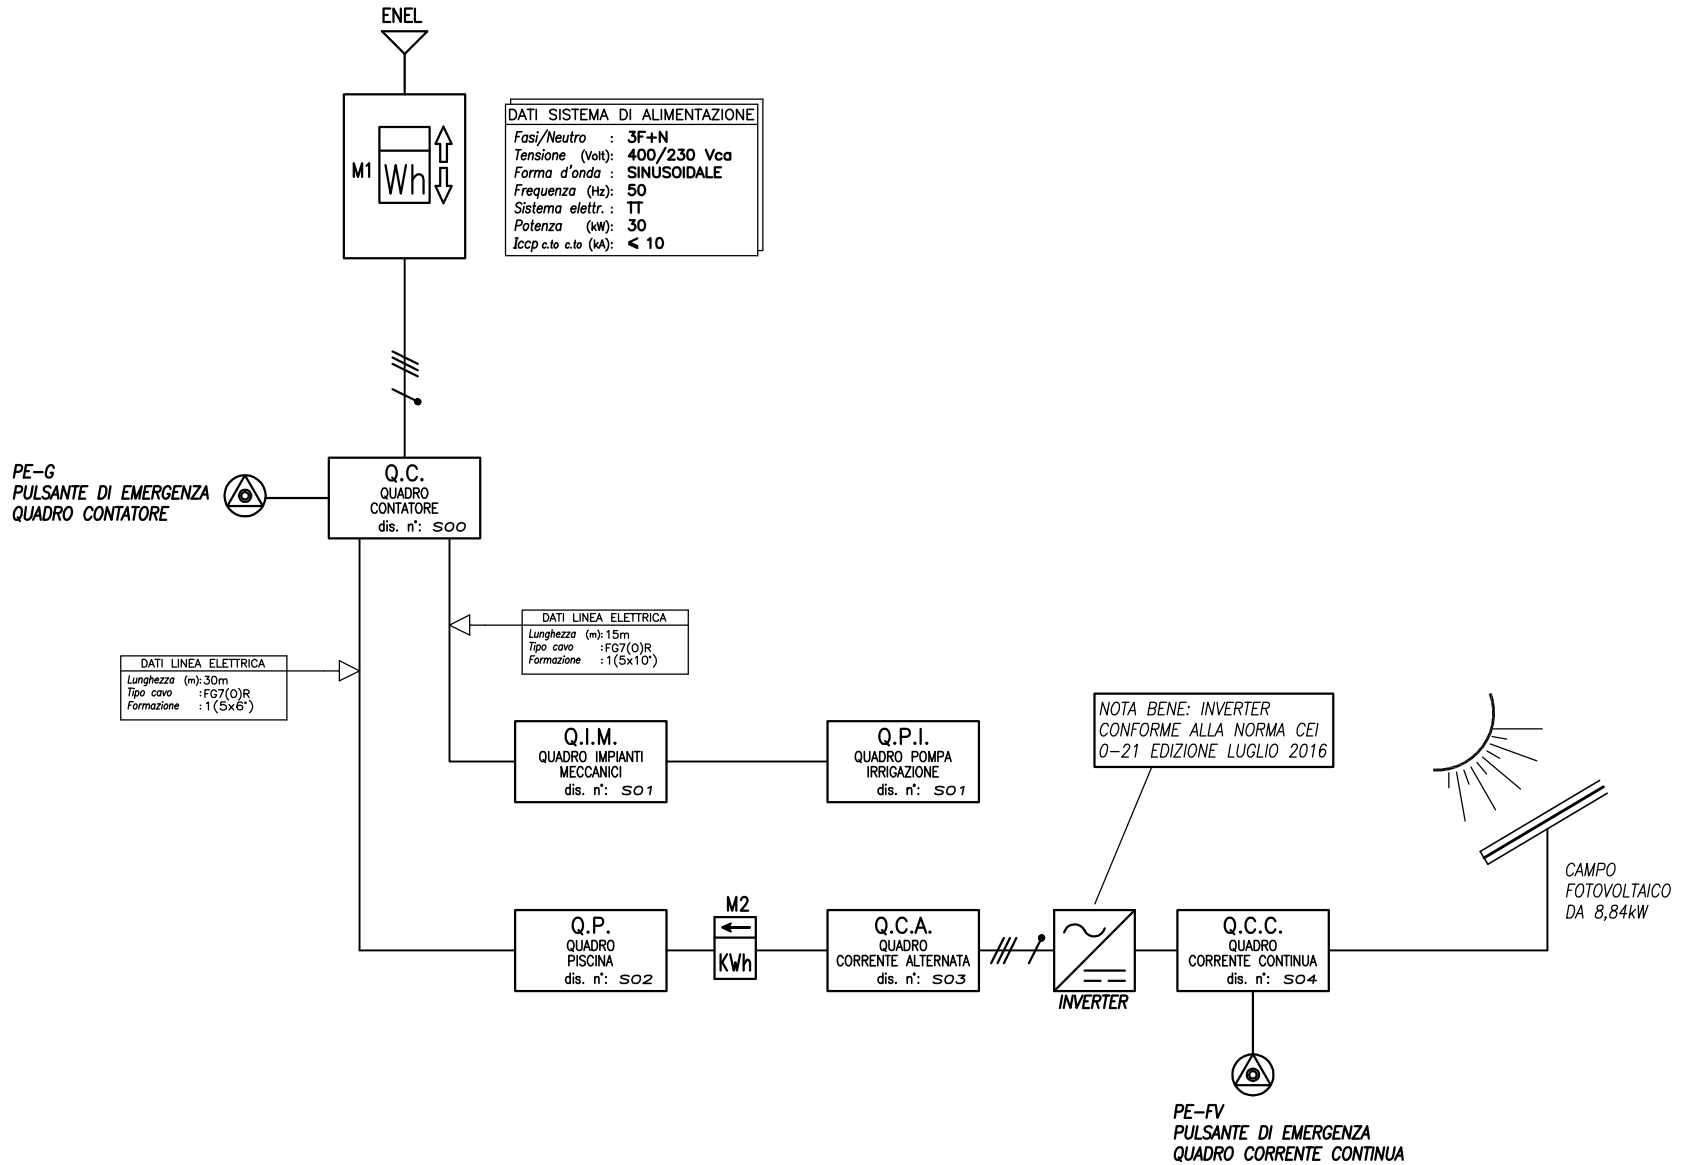 ENEL
M1
Wh
DATI SISTEMA DI ALIMENTAZIONE
Fasi/Neutro : 3F+N
Tensione (Volt): 400/230 Vca
Forma d'onda : SINUSOIDALE
Frequenza (Hz): 50
Sistema elettr. : TT
Potenza (kW): 30
Iccp c.to c.to (kA): < 10
PE-G
PULSANTE DI EMERGENZA
QUADRO CONTATORE
Q.C.
QUADRO
CONTATORE
dis. n°: S00
DATI LINEA ELETTRICA
Lunghezza (m): 15m
Tipo cavo : FG7(O)R
Formazione : 1(5x10°)
DATI LINEA ELETTRICA
Lunghezza (m): 30m
Tipo cavo : FG7(O)R
Formazione : 1(5x6°)
Q.I.M.
QUADRO IMPIANTI
MECCANICI
dis. n°: S01
Q.P.I.
QUADRO POMPA
IRRIGAZIONE
dis. n°: S01
NOTA BENE: INVERTER
CONFORME ALLA NORMA CEI
0-21 EDIZIONE LUGLIO 2016
CAMPO
FOTOVOLTAICO
DA 8,84kW
Q.P.
QUADRO
PISCINA
dis. n°: S02
M2
KWh
Q.C.A.
QUADRO
CORRENTE ALTERNATA
dis. n°: S03
INVERTER
Q.C.C.
QUADRO
CORRENTE CONTINUA
dis. n°: S04
PE-FV
PULSANTE DI EMERGENZA
QUADRO CORRENTE CONTINUA